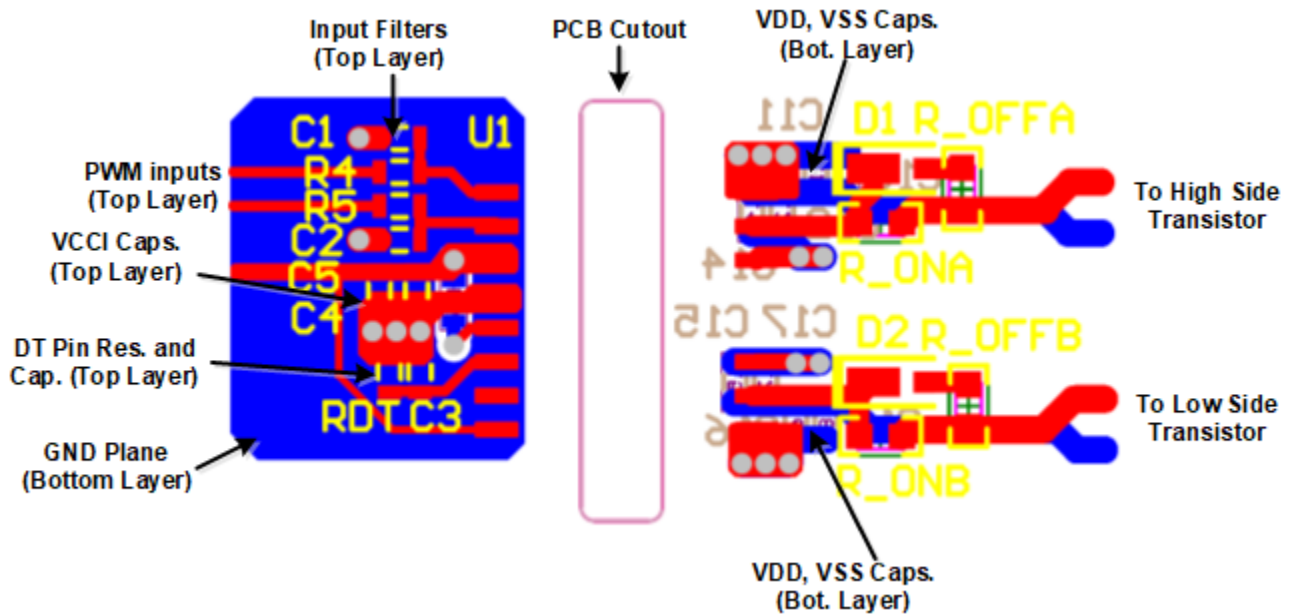 Input Filters
(Top Layer)
PCB Cutout
VDD, VSS Caps.
(Bot. Layer)
C1
U1
C11
D1 R_OFFA
PWM inputs
(Top Layer)
R4
R5
C2
To High Side
Transistor
VCCI Caps.
(Top Layer)
C5
C4
C14
R_ONA
C15 C17
D2 R_OFFB
DT Pin Res. and
Cap. (Top Layer)
RDT C3
To Low Side
Transistor
GND Plane
(Bottom Layer)
R_ONB
VDD, VSS Caps.
(Bot. Layer)